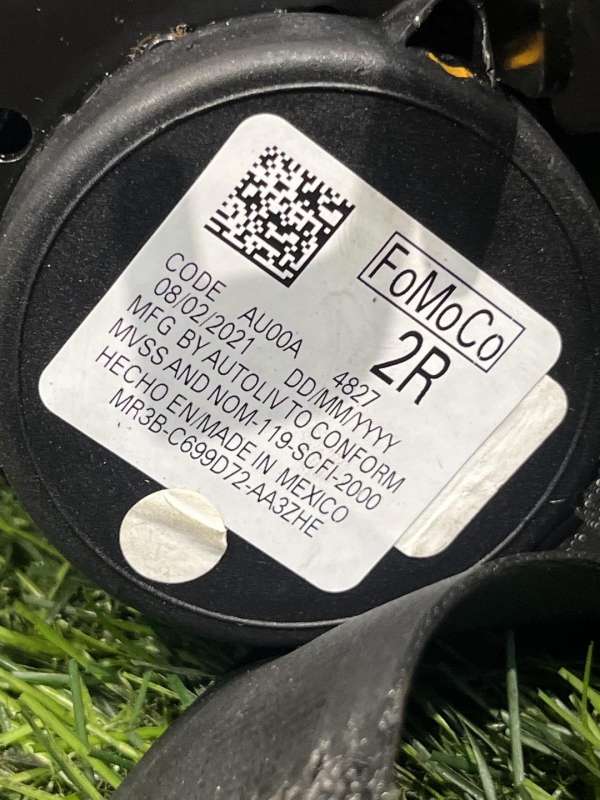 FoMoCo
2R
CODE AU00A 4827
08/02/2021 DD/MM/YYYY
MFG BY AUTOLIV TO CONFORM
MVSS AND NOM-119-SCFI-2000
HECHO EN/MADE IN MEXICO
MR3B-C699D72-AA3ZHE